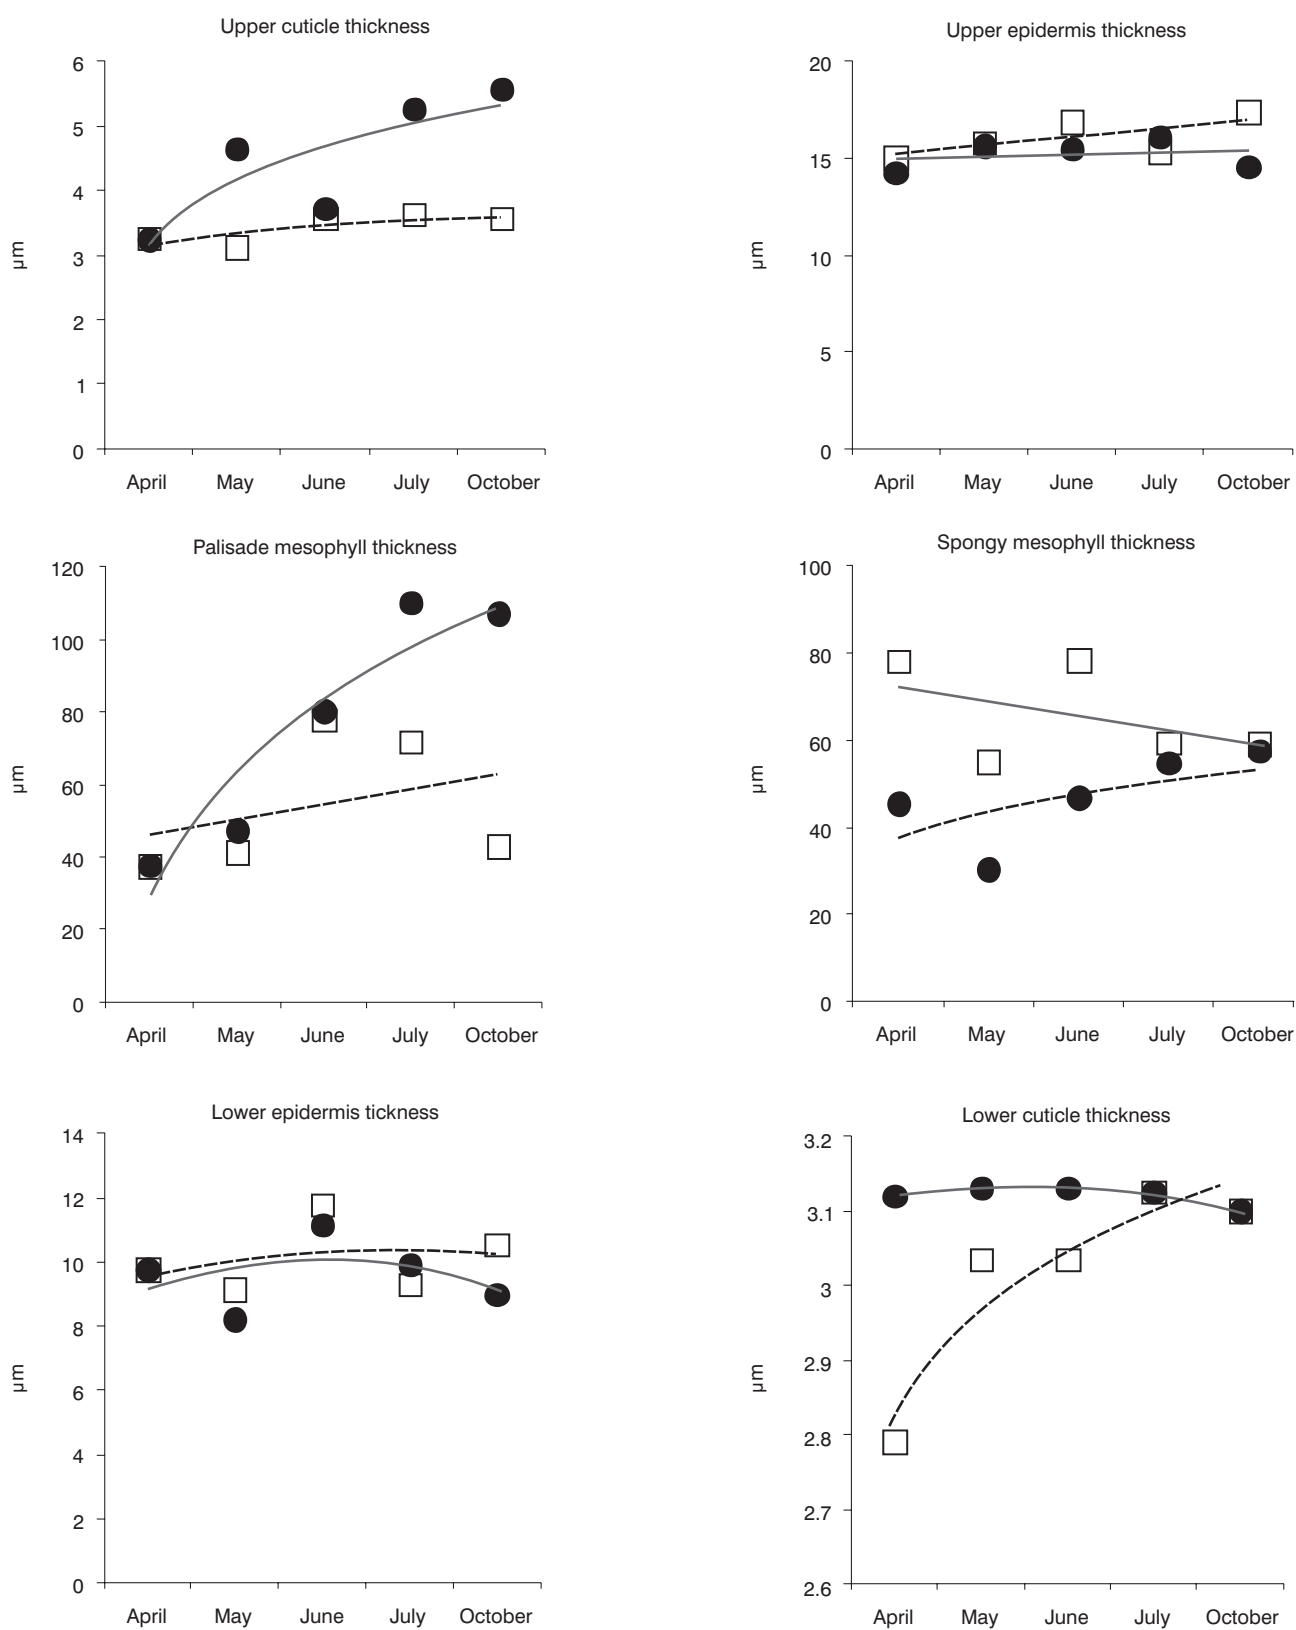 Upper cuticle thickness
6
5
4
3
2
1
0
µm
April May June July October
Upper epidermis thickness
20
15
10
5
0
µm
April May June July October
Palisade mesophyll thickness
120
100
80
60
40
20
0
µm
April May June July October
Spongy mesophyll thickness
100
80
60
40
20
0
µm
April May June July October
Lower epidermis tickness
14
12
10
8
6
4
2
0
µm
April May June July October
Lower cuticle thickness
3.2
3.1
3
2.9
2.8
2.7
2.6
µm
April May June July October